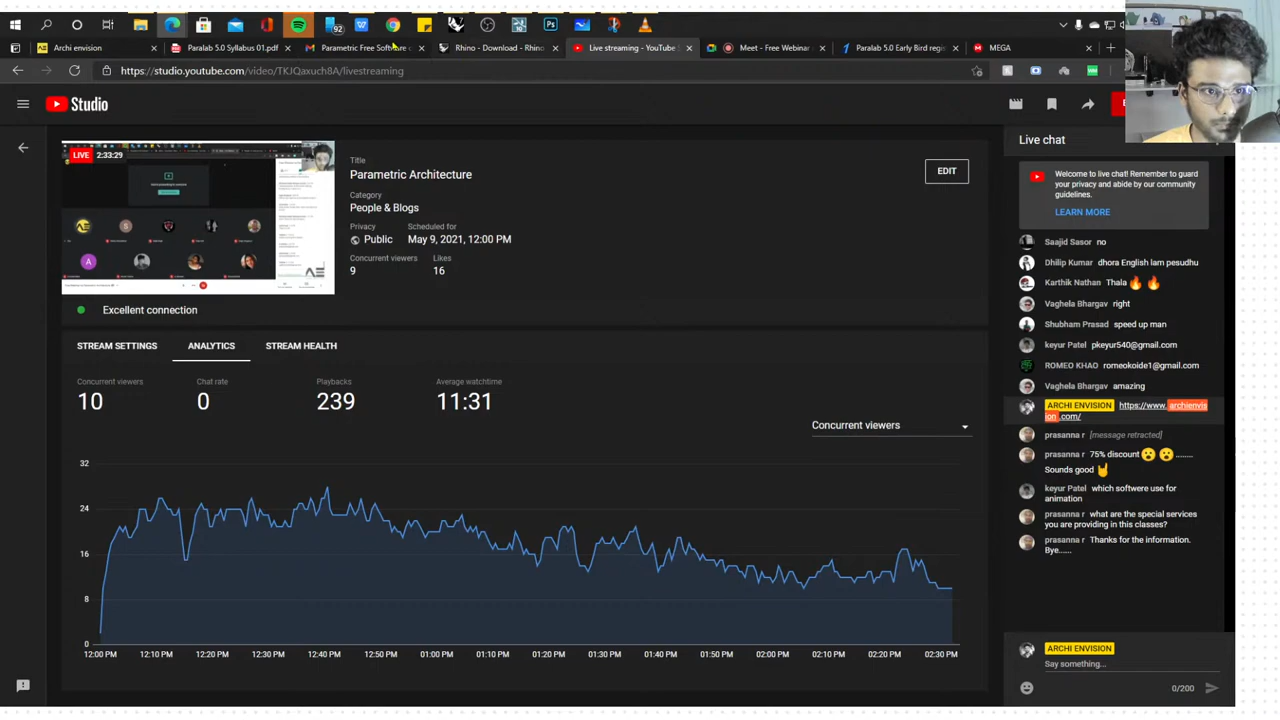 92
Archi envision
Paralab 5.0 Syllabus 01.pdf
Parametric Free Software c
Rhino - Download - Rhino
Live streaming - YouTube S
Meet - Free Webinar
Paralab 5.0 Early Bird regi
MEGA
https://studio.youtube.com/video/TKJQaxuch8A/livestreaming
Studio
LIVE 2:33:29
Title
Parametric Architecture
Category
People & Blogs
Privacy
Public
Scheduled for
May 9, 2021, 12:00 PM
Concurrent viewers
9
Likes
16
EDIT
Excellent connection
STREAM SETTINGS
ANALYTICS
STREAM HEALTH
Concurrent viewers
10
Chat rate
0
Playbacks
239
Average watchtime
11:31
Concurrent viewers
32
24
16
8
0
12:00 PM 12:10 PM 12:20 PM 12:30 PM 12:40 PM 12:50 PM 01:00 PM 01:10 PM 01:20 PM 01:30 PM 01:40 PM 01:50 PM 02:00 PM 02:10 PM 02:20 PM 02:30 PM
Live chat
Welcome to live chat! Remember to guard
your privacy and abide by our community
guidelines.
LEARN MORE
Saajid Sasor no
Dhilip Kumar dhora English iam pesudhu
Karthik Nathan Thala🔥🔥
Vaghela Bhargav right
Shubham Prasad speed up man
keyur Patel pkeyur540@gmail.com
ROMEO KHAO romeokoide1@gmail.com
Vaghela Bhargav amazing
ARCHI ENVISION https://www.archienvis
ion.com/
prasanna r [message retracted]
prasanna r 75% discount😮😮........
Sounds good🤘
keyur Patel which softwere use for
animation
prasanna r what are the special services
you are providing in this classes?
prasanna r Thanks for the information.
Bye......
ARCHI ENVISION
Say something...
0/200